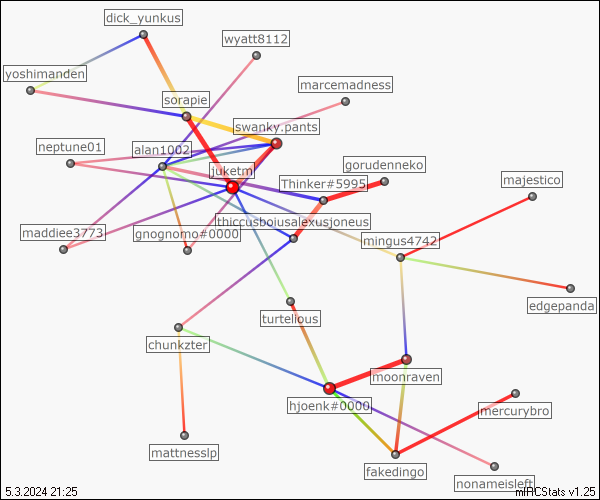 dick_yunkus
wyatt8112
yoshimanden
marcemadness
sorapie
swanky.pants
neptune01
alan1002
juketm
gorudenneko
Thinker#5995
majestico
maddiee3773
gnognomo#0000
thiccusboiusalexusjoneus
mingus4742
edgepanda
turtelious
chunkzter
moonraven
hjoenk#0000
mercurybro
mattnesslp
fakedingo
nonameisleft
5.3.2024 21:25
mIRCStats v1.25